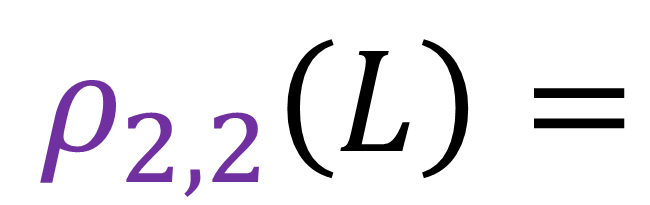 ρ₂,₂(L) =